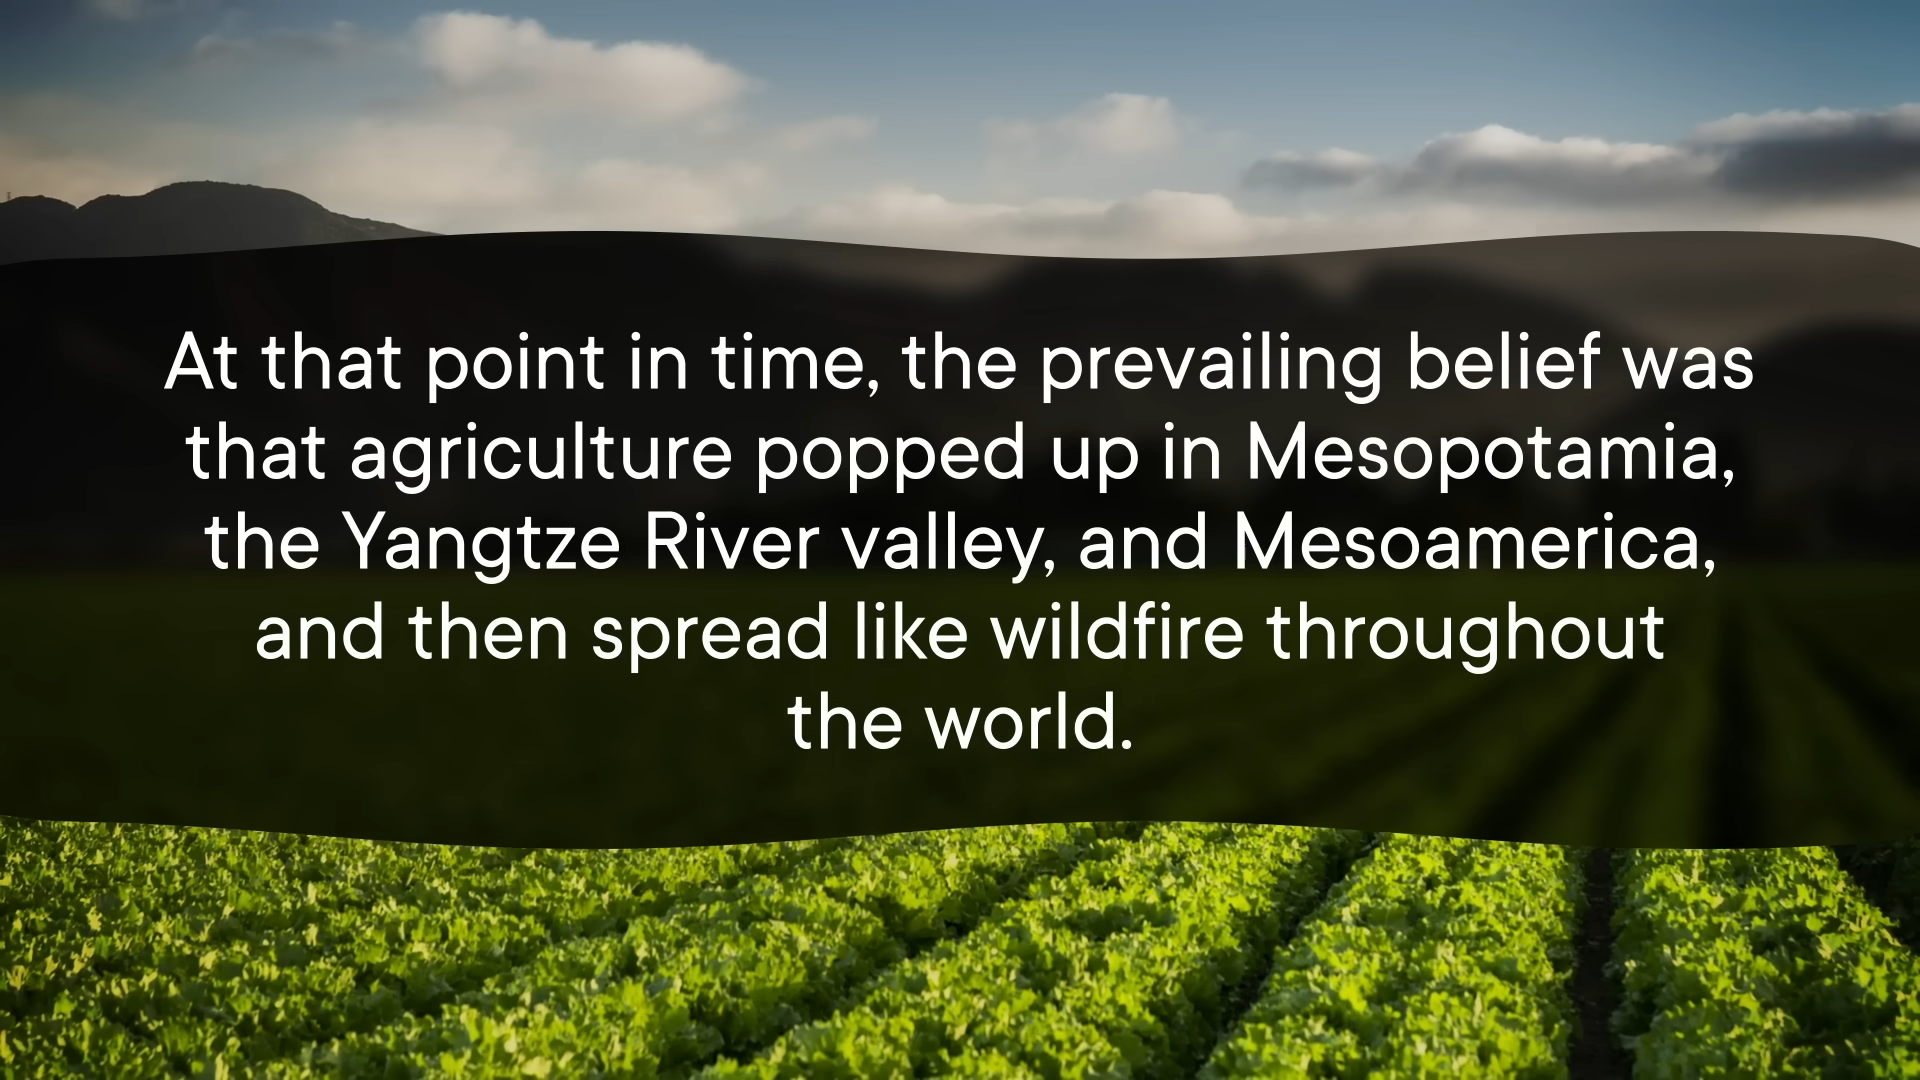 At that point in time, the prevailing belief was
that agriculture popped up in Mesopotamia,
the Yangtze River valley, and Mesoamerica,
and then spread like wildfire throughout
the world.